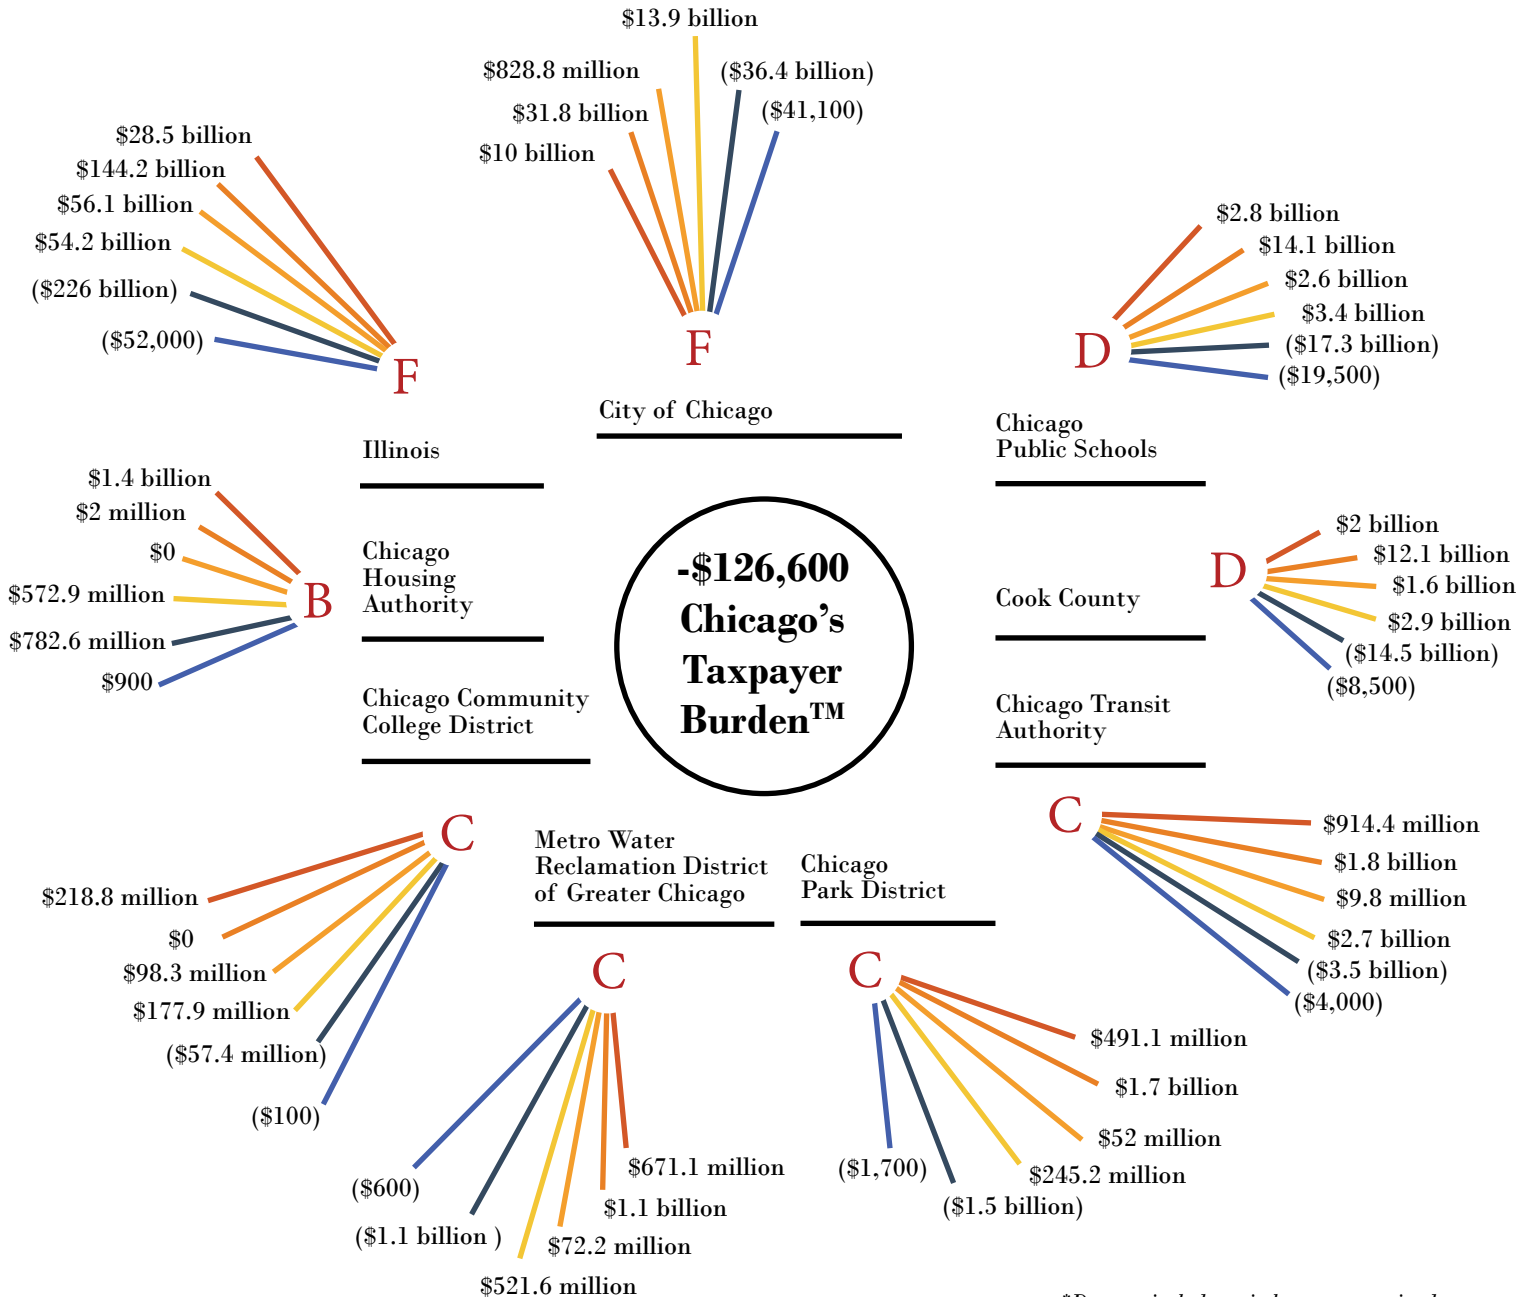 $13.9 billion
$828.8 million
($36.4 billion)
$31.8 billion
($41,100)
$10 billion
F
City of Chicago
$28.5 billion
$144.2 billion
$56.1 billion
$54.2 billion
($226 billion)
($52,000)
F
Illinois
$2.8 billion
$14.1 billion
$2.6 billion
$3.4 billion
($17.3 billion)
($19,500)
D
Chicago
Public Schools
$1.4 billion
$2 million
$0
$572.9 million
$782.6 million
$900
B
Chicago
Housing
Authority
-$126,600
Chicago's
Taxpayer
Burden™
$2 billion
$12.1 billion
$1.6 billion
$2.9 billion
($14.5 billion)
($8,500)
D
Cook County
Chicago Community
College District
C
$218.8 million
$0
$98.3 million
$177.9 million
($57.4 million)
($100)
Chicago Transit
Authority
C
$914.4 million
$1.8 billion
$9.8 million
$2.7 billion
($3.5 billion)
($4,000)
Metro Water
Reclamation District
of Greater Chicago
C
$671.1 million
$1.1 billion
$72.2 million
$521.6 million
($1.1 billion )
($600)
Chicago
Park District
C
$491.1 million
$1.7 billion
$52 million
$245.2 million
($1.5 billion)
($1,700)